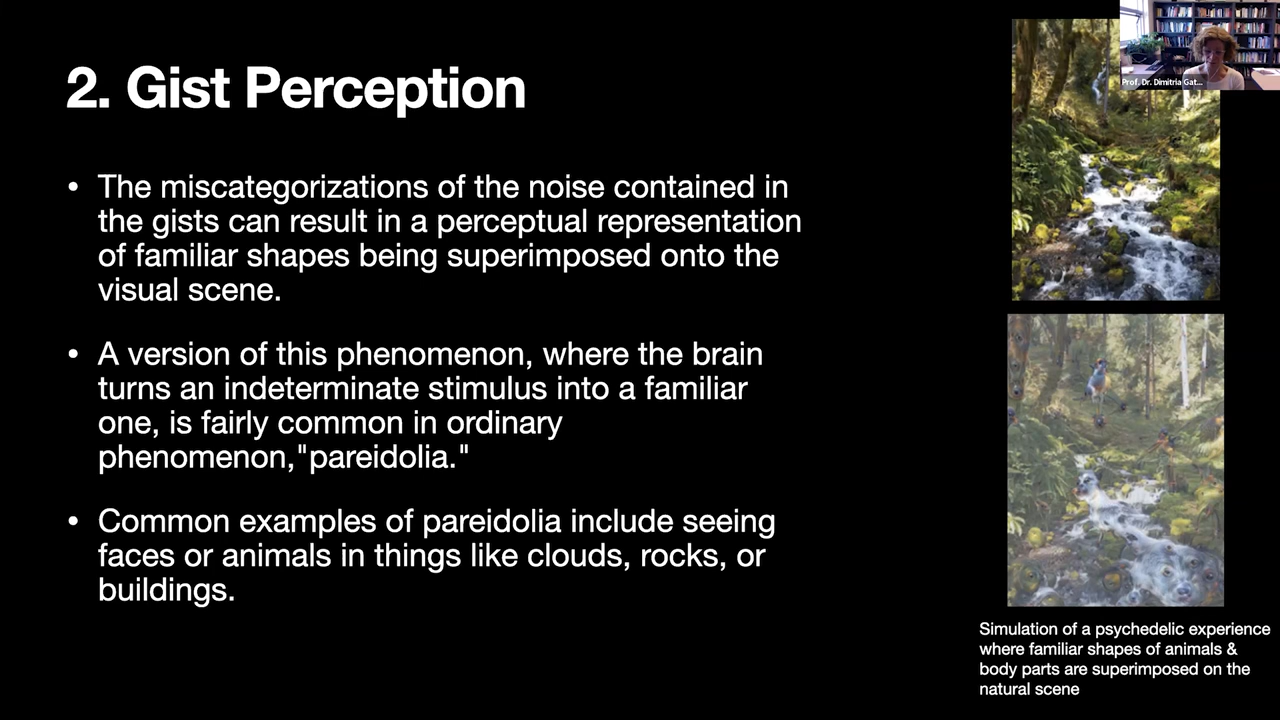 Prof. Dr. Dimitria Gat...
2. Gist Perception
• The miscategorizations of the noise contained in
the gists can result in a perceptual representation
of familiar shapes being superimposed onto the
visual scene.
• A version of this phenomenon, where the brain
turns an indeterminate stimulus into a familiar
one, is fairly common in ordinary
phenomenon,"pareidolia."
• Common examples of pareidolia include seeing
faces or animals in things like clouds, rocks, or
buildings.
Simulation of a psychedelic experience
where familiar shapes of animals &
body parts are superimposed on the
natural scene